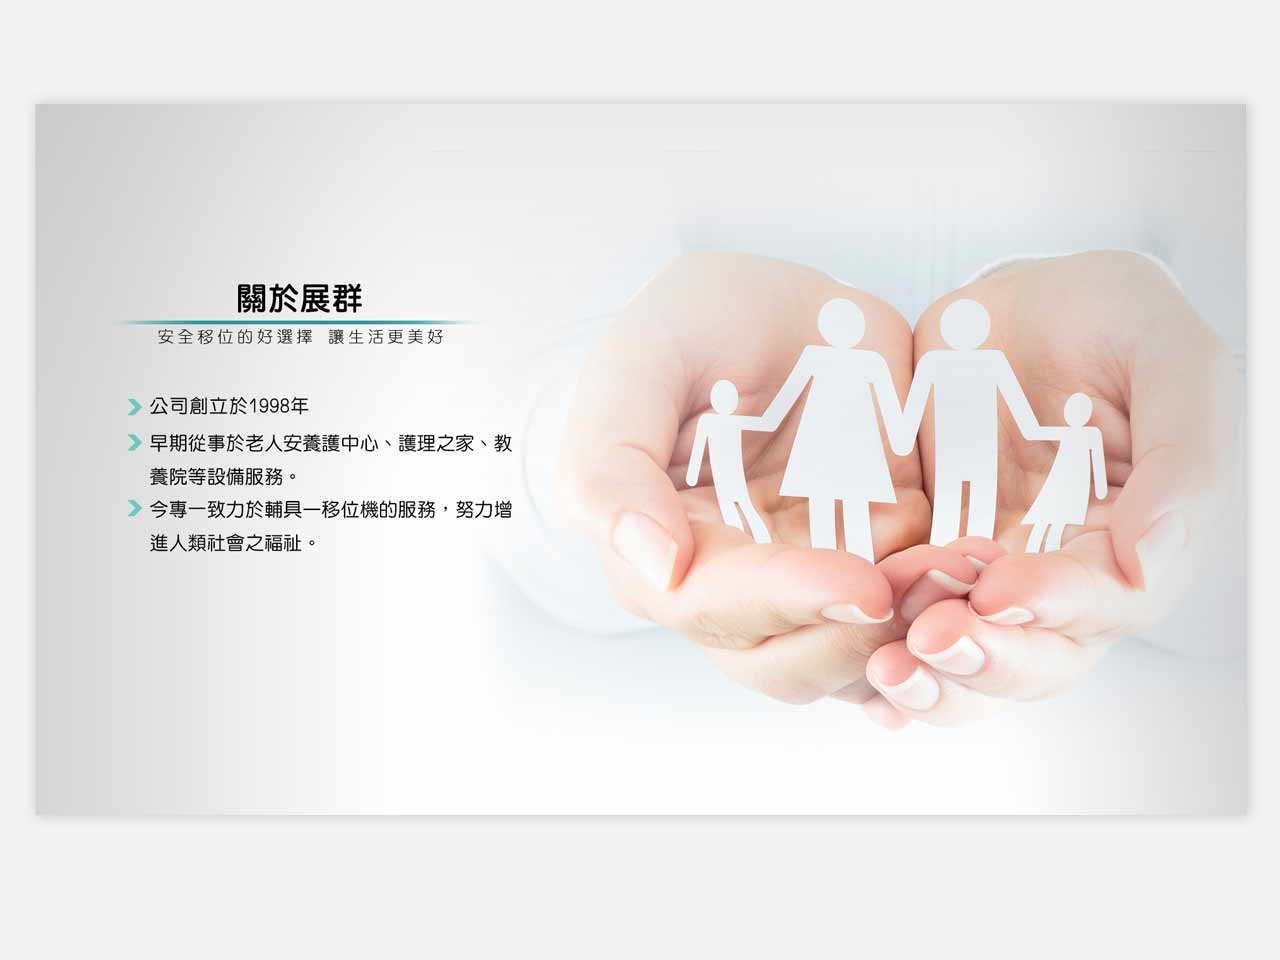 關於展群
安全移位的好選擇 讓生活更美好
公司創立於1998年
早期從事於老人安養護中心、護理之家、教
養院等設備服務。
今專一致力於輔具一移位機的服務，努力增
進人類社會之福祉。